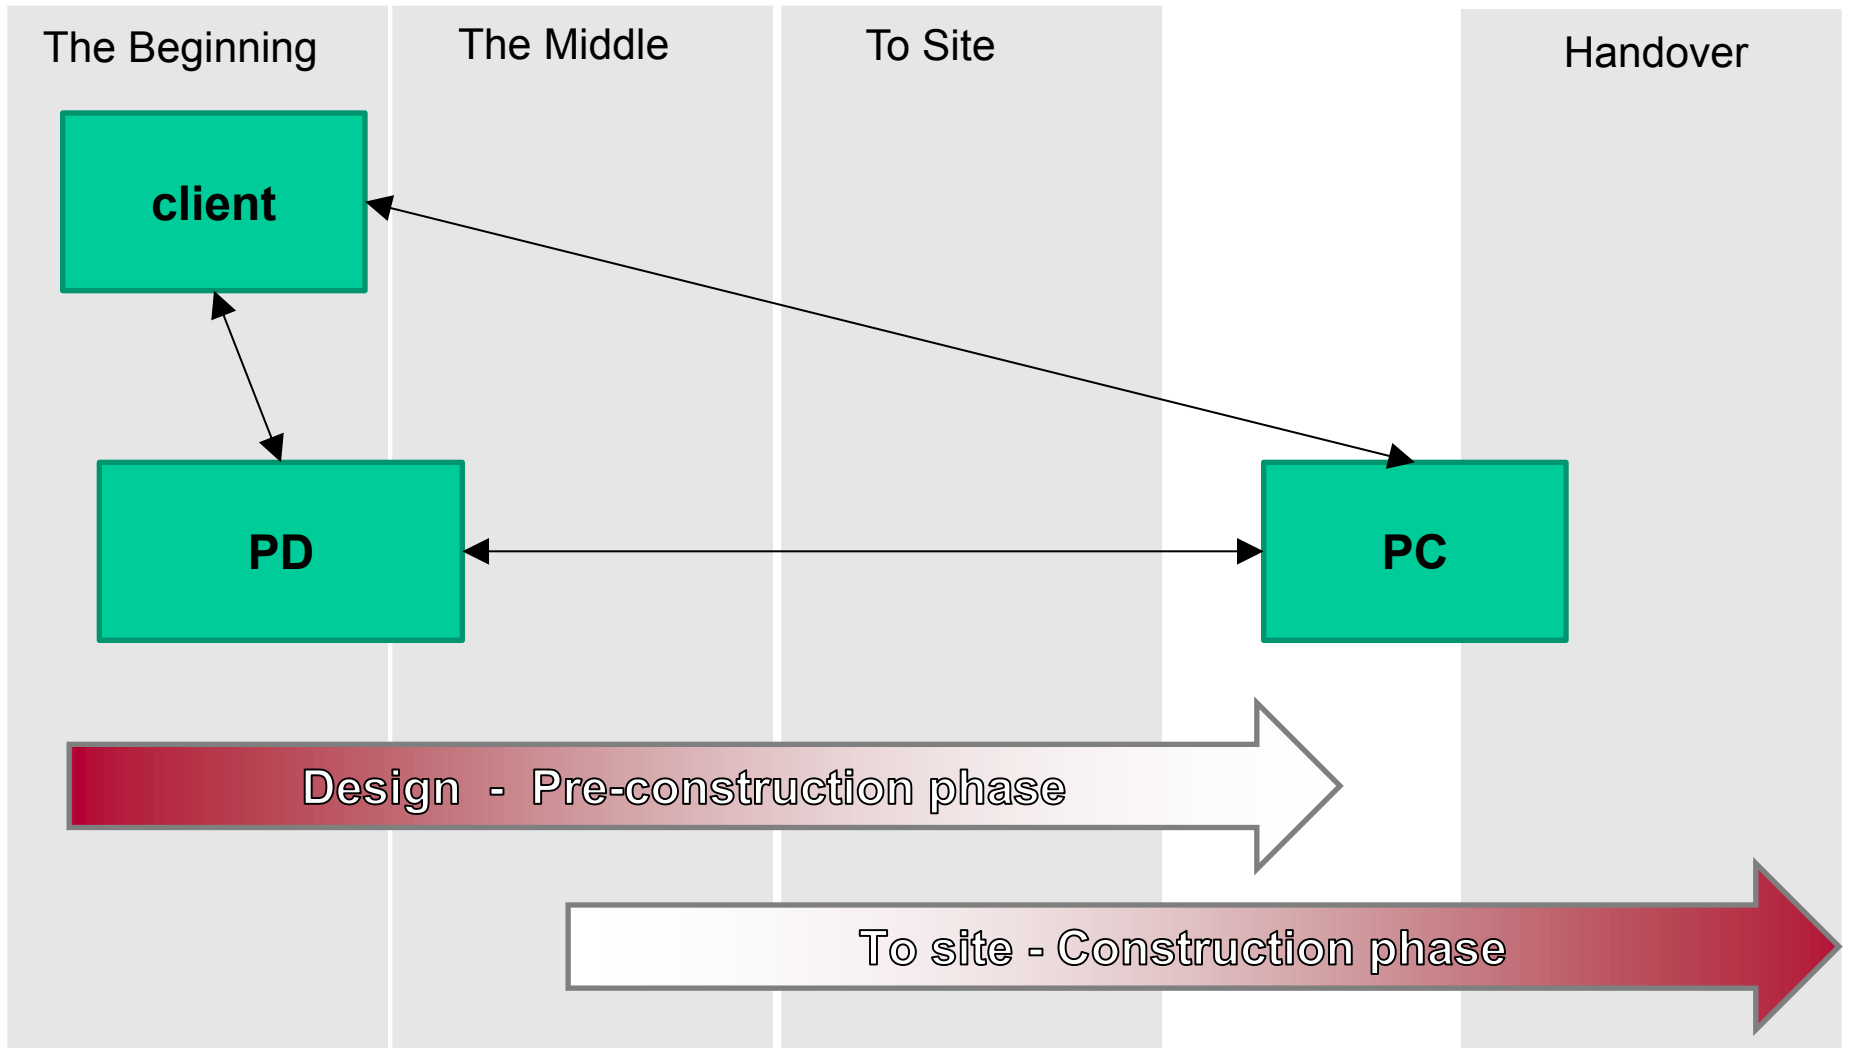 The Beginning
The Middle
To Site
Handover
client
PD
PC
Design - Pre-construction phase
To site - Construction phase